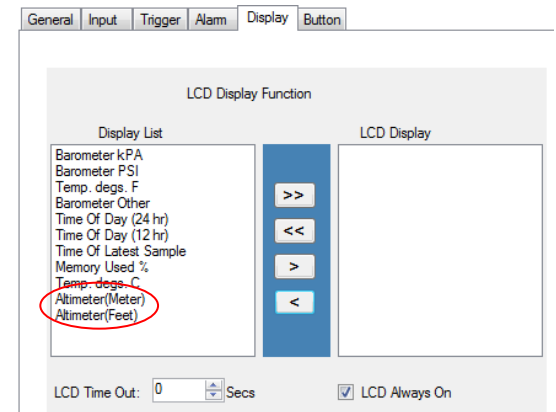 General Input Trigger Alarm Display Button
LCD Display Function
Display List LCD Display
Barometer kPA
Barometer PSI
Temp. degs. F
Barometer Other
Time Of Day (24 hr)
Time Of Day (12 hr)
Time Of Latest Sample
Memory Used %
Temp. degs. C
Altimeter(Meter)
Altimeter(Feet)
>>
<<
>
<
LCD Time Out: 0 Secs LCD Always On